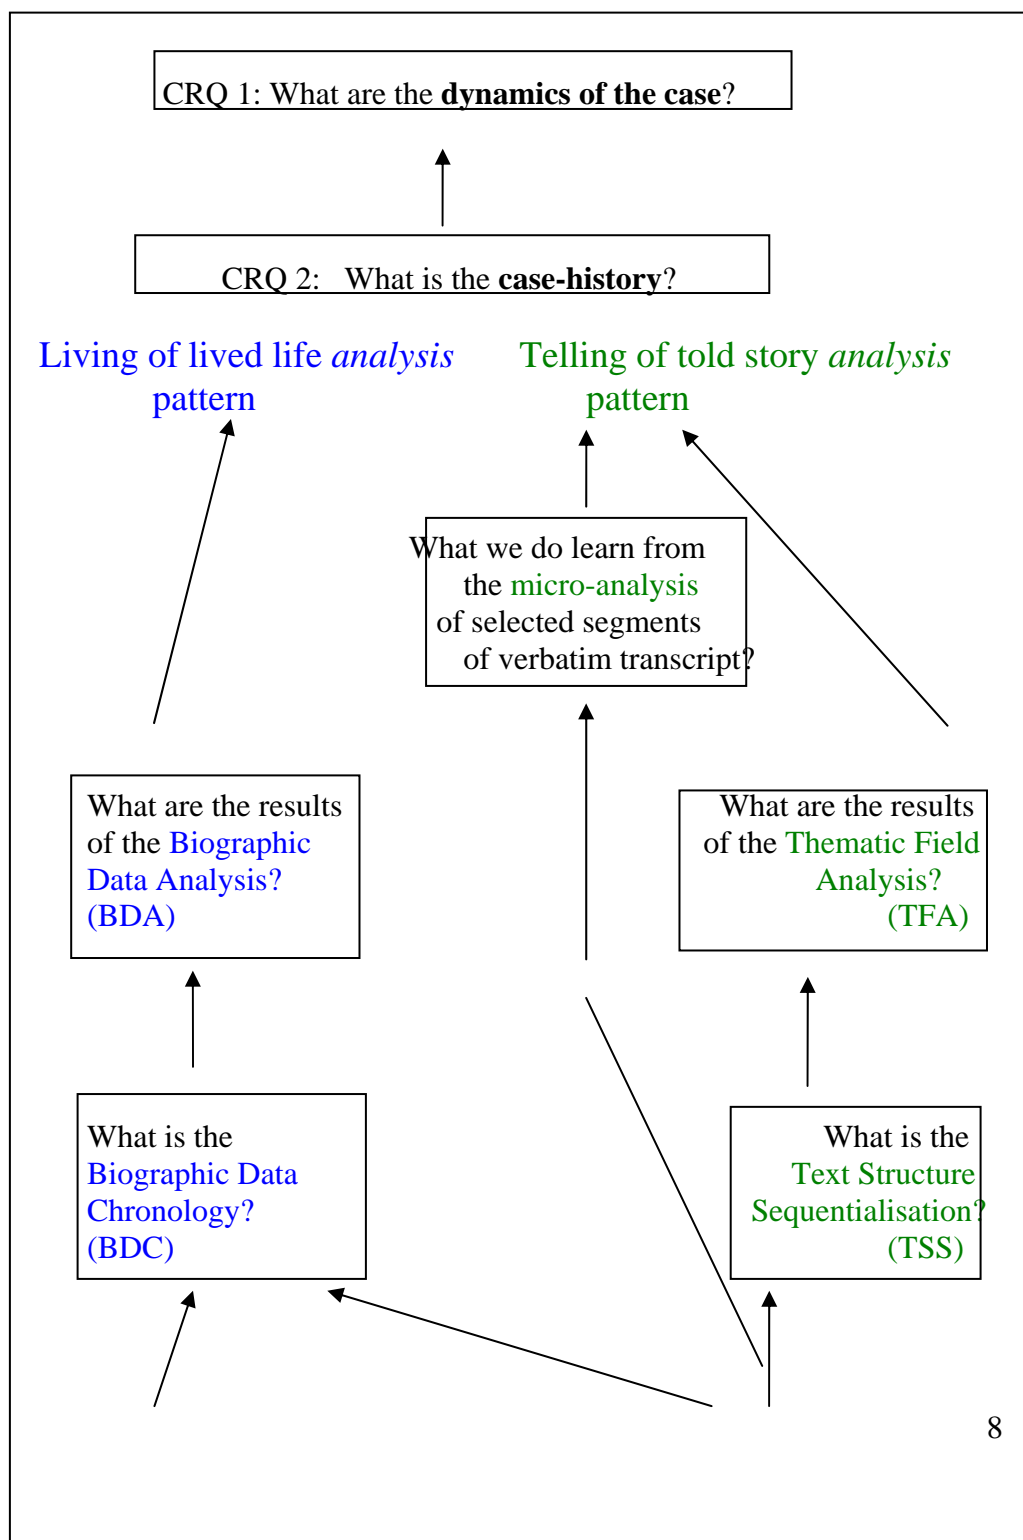 CRQ 1: What are the dynamics of the case?
CRQ 2: What is the case-history?
Living of lived life analysis
pattern
Telling of told story analysis
pattern
What we do learn from
the micro-analysis
of selected segments
of verbatim transcript?
What are the results
of the Biographic
Data Analysis?
(BDA)
What are the results
of the Thematic Field
Analysis?
(TFA)
What is the
Biographic Data
Chronology?
(BDC)
What is the
Text Structure
Sequentialisation?
(TSS)
8